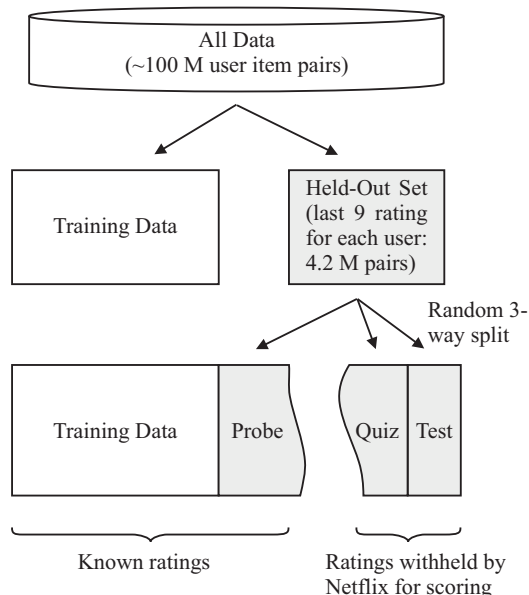 All Data
(~100 M user item pairs)
Training Data
Held-Out Set
(last 9 rating
for each user:
4.2 M pairs)
Random 3-
way split
Training Data
Probe
Quiz
Test
Known ratings
Ratings withheld by
Netflix for scoring